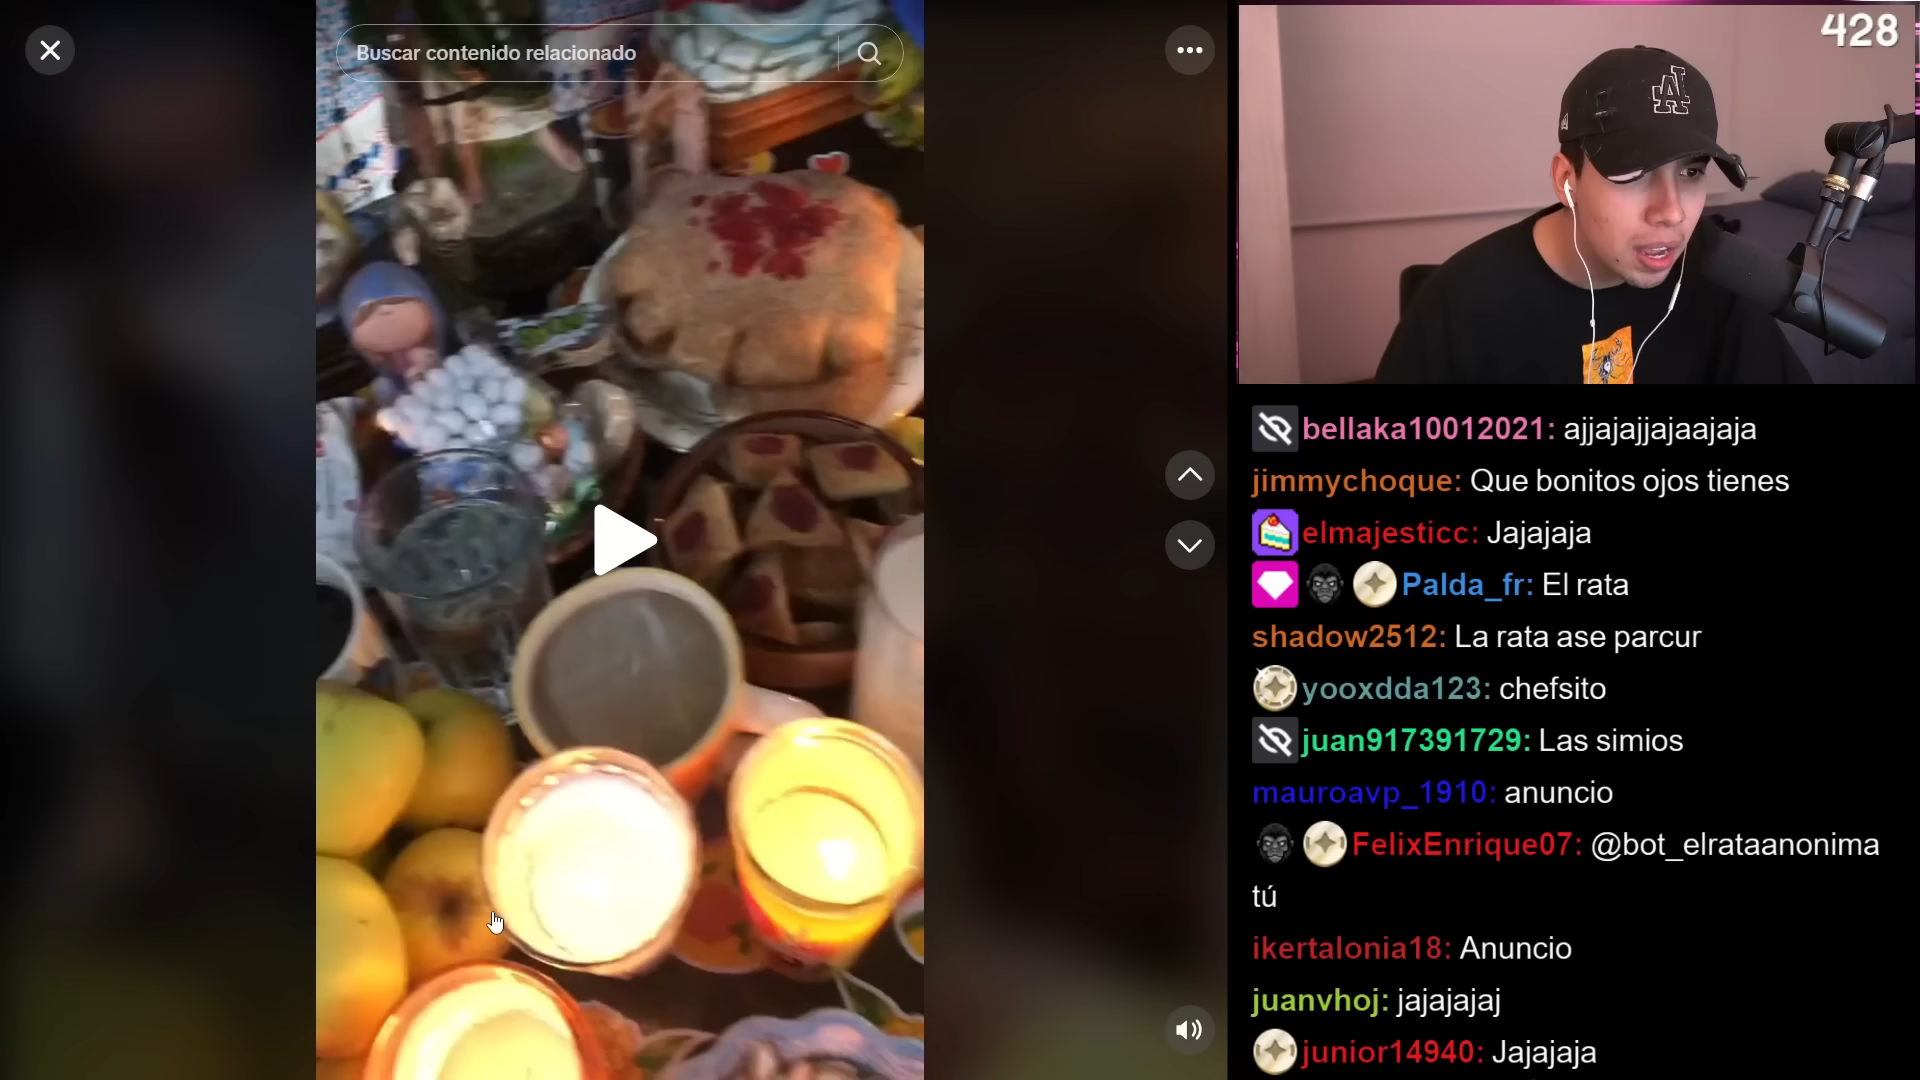 Buscar contenido relacionado
428
bellaka10012021: ajjajajjajaajaja
jimmychoque: Que bonitos ojos tienes
elmajesticc: Jajajaja
Palda_fr: El rata
shadow2512: La rata ase parcur
yooxdda123: chefsito
juan917391729: Las simios
mauroavp_1910: anuncio
FelixEnrique07: @bot_elrataanonima
tú
ikertalonia18: Anuncio
juanvhoj: jajajajaj
junior14940: Jajajaja